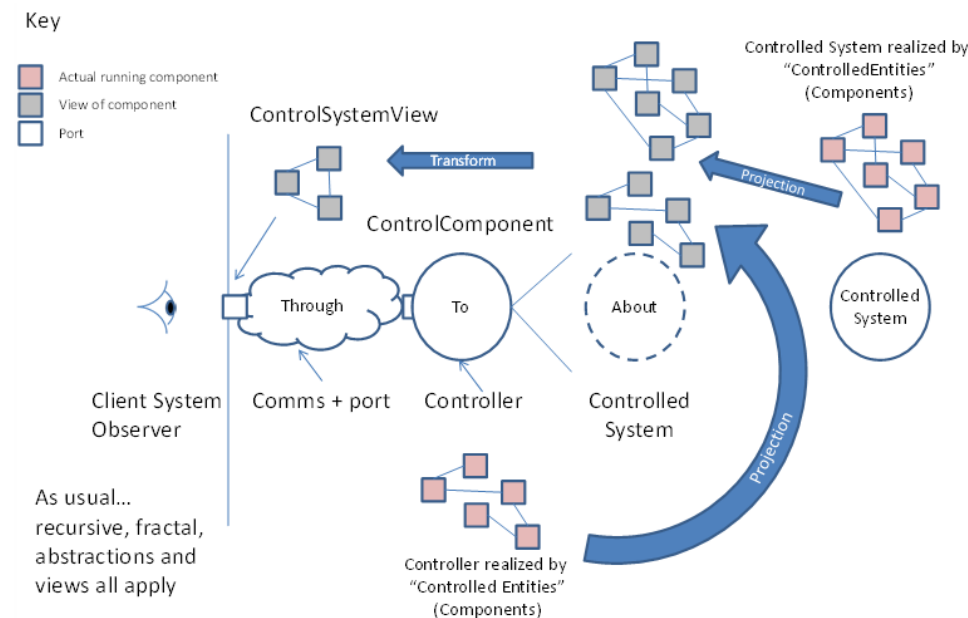 Key
Actual running component
View of component
Port
ControlSystemView
Transform
Controlled System realized by
“ControlledEntities”
(Components)
Projection
ControlComponent
Through
To
About
Controlled
System
Client System
Observer
Comms + port
Controller
Controlled
System
Projection
As usual...
recursive, fractal,
abstractions and
views all apply
Controller realized by
“Controlled Entities”
(Components)